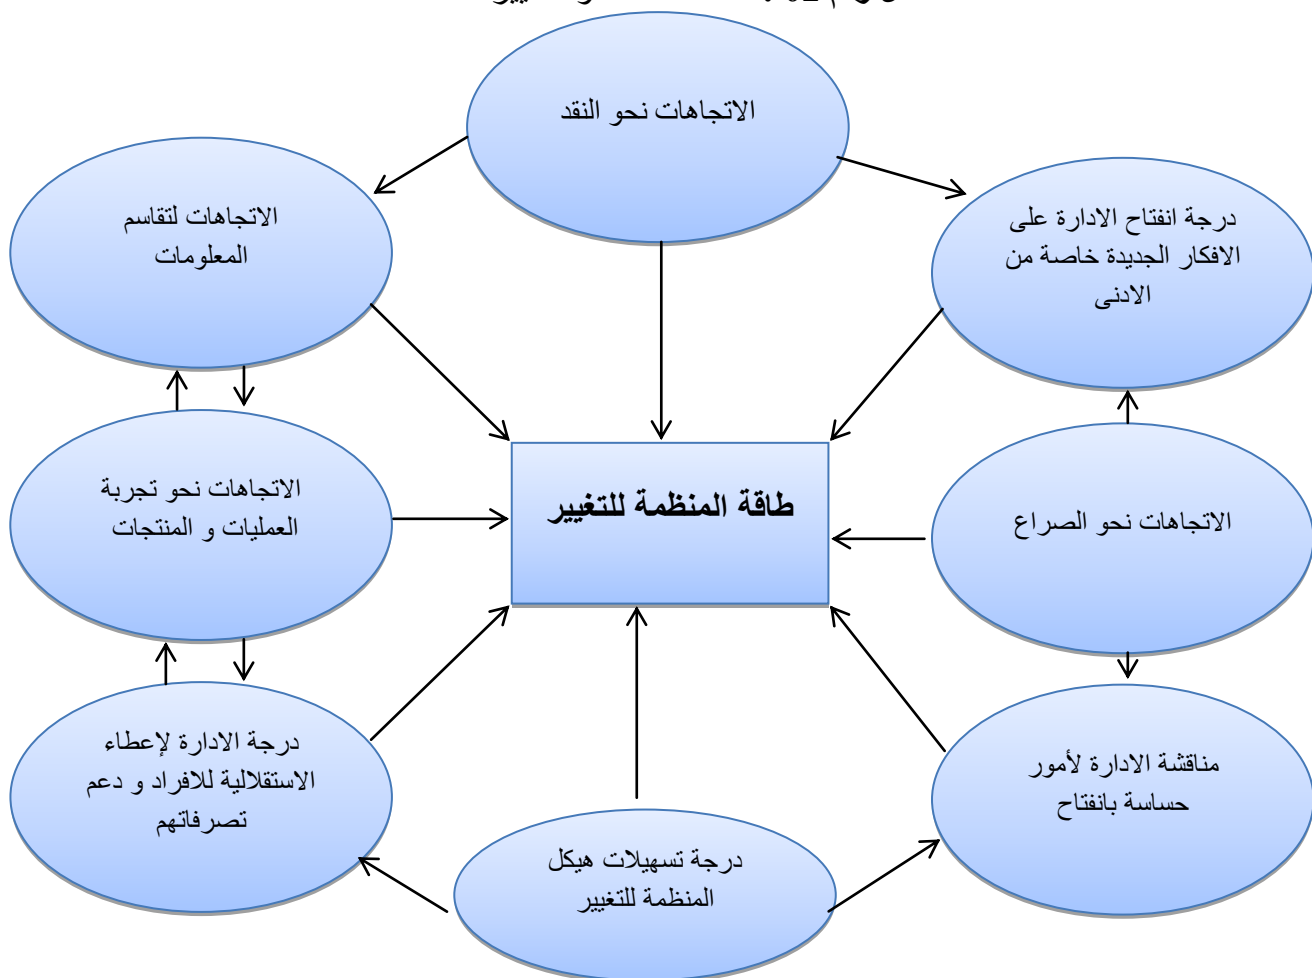 الاتجاهات نحو النقد
الاتجاهات لتقاسم
المعلومات
درجة انفتاح الادارة على
الافكار الجديدة خاصة من
الادنى
الاتجاهات نحو تجربة
العمليات و المنتجات
طاقة المنظمة للتغيير
الاتجاهات نحو الصراع
درجة الادارة لإعطاء
الاستقلالية للافراد و دعم
تصرفاتهم
مناقشة الادارة لأمور
حساسة بانفتاح
درجة تسهيلات هيكل
المنظمة للتغيير